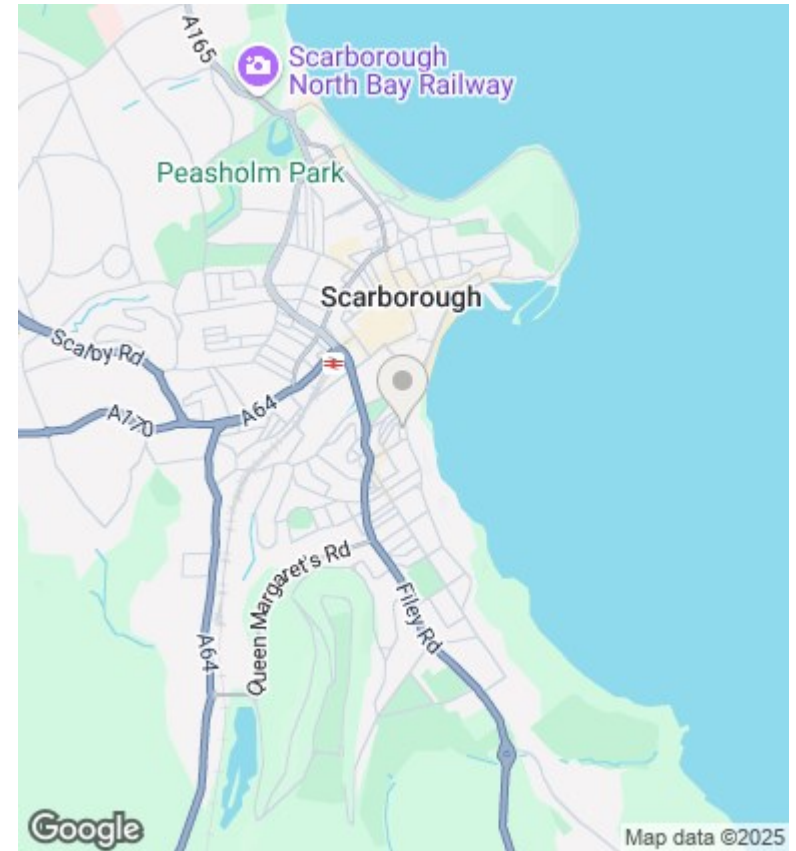 A165
Scarborough
North Bay Railway
Peasholm Park
Scarborough
Scalby Rd
A170
A64
Queen Margaret's Rd
Filey Rd
A64
Google
Map data ©2025